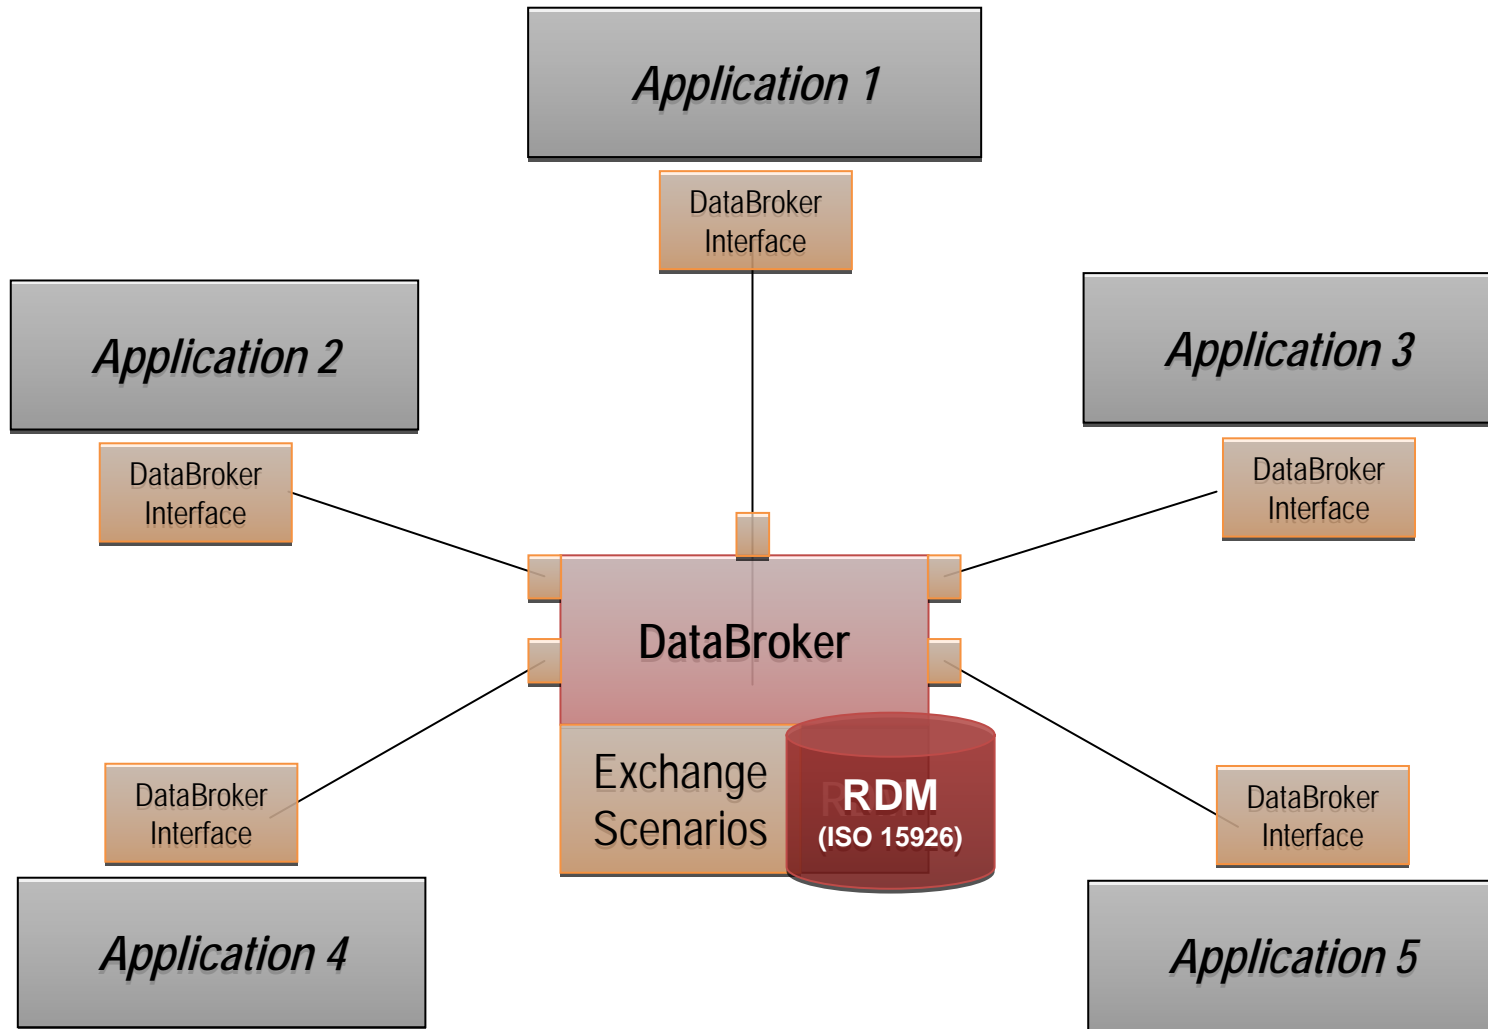 Application 1
DataBroker
Interface
Application 2
Application 3
DataBroker
Interface
DataBroker
Interface
DataBroker
Exchange
Scenarios
RDM
(ISO 15926)
DataBroker
Interface
DataBroker
Interface
Application 4
Application 5